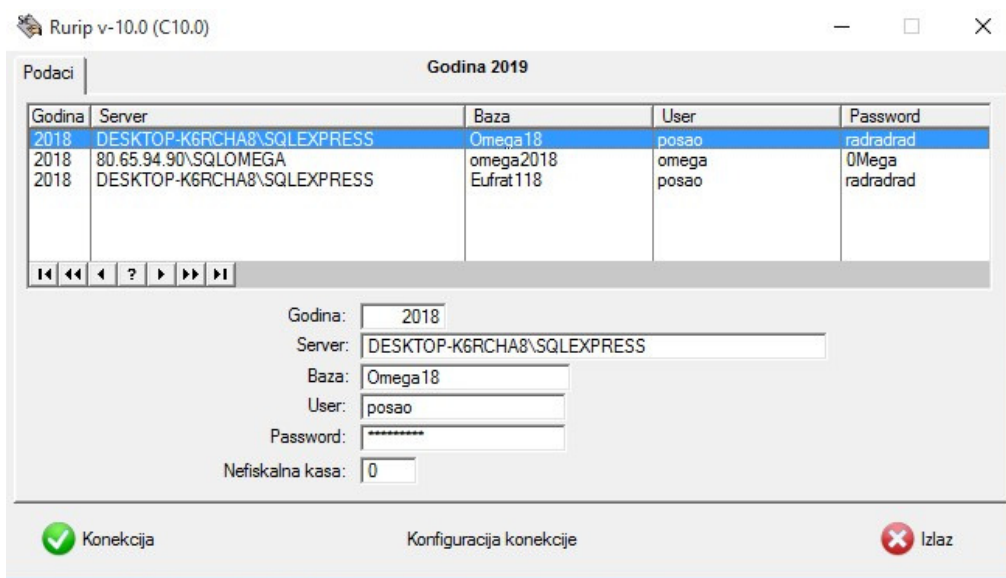 Rurip v-10.0 (C10.0)
Podaci
Godina 2019
Godina Server Baza User Password
2018 DESKTOP-K6RCHA8\SQLEXPRESS Omega18 posao radradrad
2018 80.65.94.90\SQLOMEGA omega2018 omega 0Mega
2018 DESKTOP-K6RCHA8\SQLEXPRESS Eufrat118 posao radradrad
?
Godina: 2018
Server: DESKTOP-K6RCHA8\SQLEXPRESS
Baza: Omega18
User: posao
Password: *********
Nefiskalna kasa: 0
Konekcija Konfiguracija konekcije Izlaz